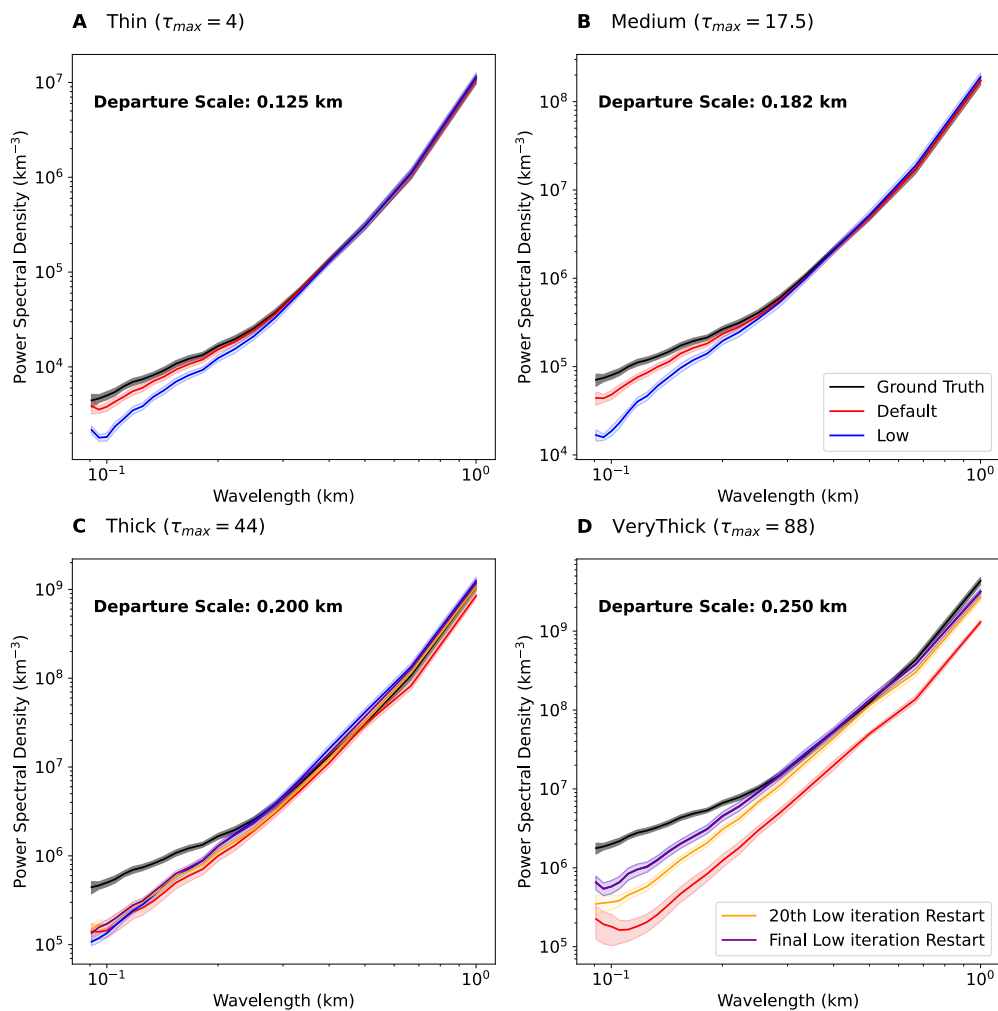 A Thin (τmax = 4)
Departure Scale: 0.125 km
Power Spectral Density (km⁻³)
10⁷
10⁶
10⁵
10⁴
10⁻¹
10⁰
Wavelength (km)
B Medium (τmax = 17.5)
Departure Scale: 0.182 km
Power Spectral Density (km⁻³)
10⁸
10⁷
10⁶
10⁵
10⁴
Ground Truth
Default
Low
10⁻¹
10⁰
Wavelength (km)
C Thick (τmax = 44)
Departure Scale: 0.200 km
Power Spectral Density (km⁻³)
10⁹
10⁸
10⁷
10⁶
10⁵
10⁻¹
10⁰
Wavelength (km)
D VeryThick (τmax = 88)
Departure Scale: 0.250 km
Power Spectral Density (km⁻³)
10⁹
10⁸
10⁷
10⁶
10⁵
20th Low iteration Restart
Final Low iteration Restart
10⁻¹
10⁰
Wavelength (km)